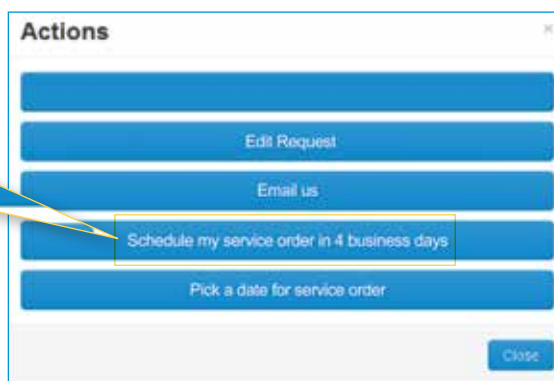 Actions
×
Edit Request
Email us
Schedule my service order in 4 business days
Pick a date for service order
Close